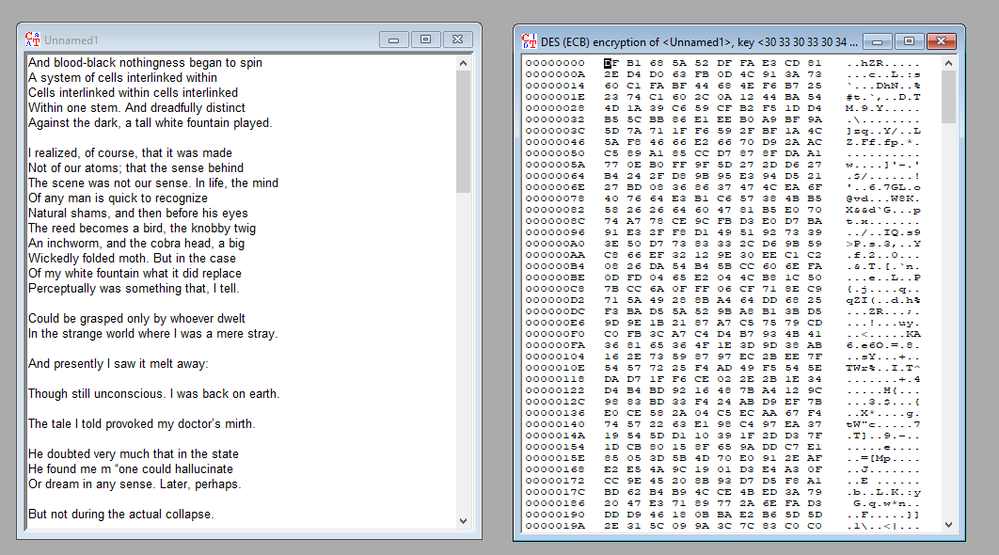 Unnamed1
And blood-black nothingness began to spin
A system of cells interlinked within
Cells interlinked within cells interlinked
Within one stem. And dreadfully distinct
Against the dark, a tall white fountain played.
I realized, of course, that it was made
Not of our atoms; that the sense behind
The scene was not our sense. In life, the mind
Of any man is quick to recognize
Natural shams, and then before his eyes
The reed becomes a bird, the knobby twig
An inchworm, and the cobra head, a big
Wickedly folded moth. But in the case
Of my white fountain what it did replace
Perceptually was something that, I tell.
Could be grasped only by whoever dwelt
In the strange world where I was a mere stray.
And presently I saw it melt away:
Though still unconscious. I was back on earth.
The tale I told provoked my doctor’s mirth.
He doubted very much that in the state
He found me m “one could hallucinate
Or dream in any sense. Later, perhaps.
But not during the actual collapse.
DES (ECB) encryption of <Unnamed1>, key <30 33 30 33 30 34 ...
00000000 DF B1 68 5A 52 DF FA E3 CD 81 ..hZR.....
0000000A 2E D4 D0 63 FB 0D 4C 91 3A 73 ...c..L.:s
00000014 60 C1 FA BF 44 68 4E F6 B7 25 `...DhN..%
0000001E 23 74 C1 60 2C 0A 12 44 BA 54 #t.`,..D.T
00000028 4D 1A 39 C6 59 CF B2 F5 1D D4 M.9.Y.....
00000032 B5 5C BB 86 E1 EE B0 A9 BF 9A .\........
0000003C 5D 7A 71 1F F6 59 2F BF 1A 4C ]zq..Y/..L
00000046 5A F8 46 66 E2 66 70 D9 2A AC Z.Ff.fp.*.
00000050 C5 89 A1 85 CC D7 87 8F DA A1 ..........
0000005A 77 0E B0 FF 9F 5D 27 2D D6 27 w....]'-.'
00000064 B4 24 2F D8 9B 95 E3 94 D5 21 .$/......!
0000006E 27 BD 08 36 86 37 47 4C EA 6F '..6.7GL.o
00000078 40 76 64 E3 B1 C6 57 38 4B B5 @vd...W8K.
00000082 58 26 26 64 60 47 81 B5 E0 70 X&&d`G...p
0000008C 74 A7 78 CE 9C FB D3 E0 D7 BA t.x.......
00000096 91 E3 2F F8 D1 49 51 92 73 39 ../..IQ.s9
000000A0 3E 50 D7 73 83 33 2C D6 9B 59 >P.s.3,..Y
000000AA C8 66 EF 32 12 9E 30 EE C1 C2 .f.2..0...
000000B4 08 26 DA 54 B4 5B CC 60 6E FA .&.T.[.`n.
000000BE 0D FD 04 65 E2 04 4C B8 1C 50 ...e..L..P
000000C8 7B CC 6A 0F FF 06 CF 71 8E C9 {.j....q..
000000D2 71 5A 49 28 8B A4 64 DD 68 25 qZI(..d.h%
000000DC F3 BA D5 5A 52 9B A8 B1 3B D5 ...ZR...;.
000000E6 9D 9E 1B 21 87 A7 C5 75 79 CD ...!...uy.
000000F0 C0 FB 3C A7 C4 D4 B7 93 4B 41 ..<.....KA
000000FA 36 81 65 36 4F 1E 3D 9D 38 AB 6.e6O.=.8.
00000104 16 2E 73 59 87 97 EC 2B EE 7F ..sY...+..
0000010E 54 57 72 25 F4 AD 49 F5 54 5E TWr%..I.T^
00000118 DA D7 1F F6 CE 02 2E 2B 1E 34 .......+.4
00000122 D4 B4 BD 92 16 48 7B A4 12 9C .....H{...
0000012C 98 83 BD 33 F4 24 AB D9 EF 7B ...3.$...{
00000136 E0 CE 58 2A 04 C5 EC AA 67 F4 ..X*....g.
00000140 74 57 22 63 E1 98 C4 97 EA 37 tW"c.....7
0000014A 19 54 5D D1 10 39 1F 2D D3 7F .T]..9.-..
00000154 1D CB 80 15 8F 65 9A DD C7 E1 .....e....
0000015E 85 05 3D 5B 4D 70 E0 91 2E AF ..=[Mp....
00000168 E2 E5 4A 9C 19 01 D3 E4 A3 0F ..J.......
00000172 CC 9E 45 20 8B 93 D7 D5 F8 A1 ..E ......
0000017C BD 62 B4 B9 4C CE 4B ED 3A 79 .b..L.K.:y
00000186 20 47 E3 71 89 77 2A 6E FA D3 G.q.w*n..
00000190 DD D9 46 18 0B BA E2 B6 5D 5D ..F.....]]
0000019A 2E 31 5C 09 9A 3C 7C 83 C0 C0 .1\..<|...